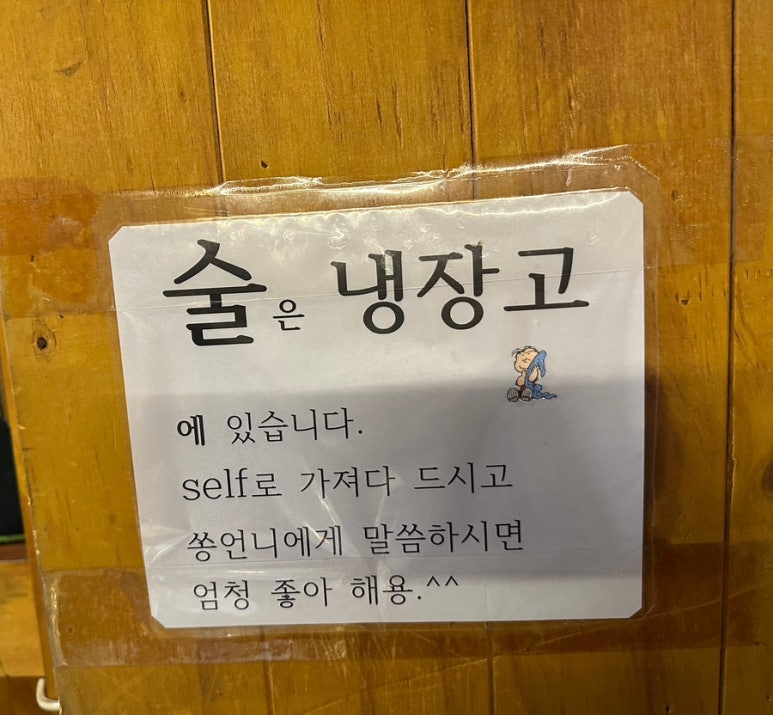 술은 냉장고
에 있습니다.
self로 가져다 드시고
쏭언니에게 말씀하시면
엄청 좋아 해용.^^